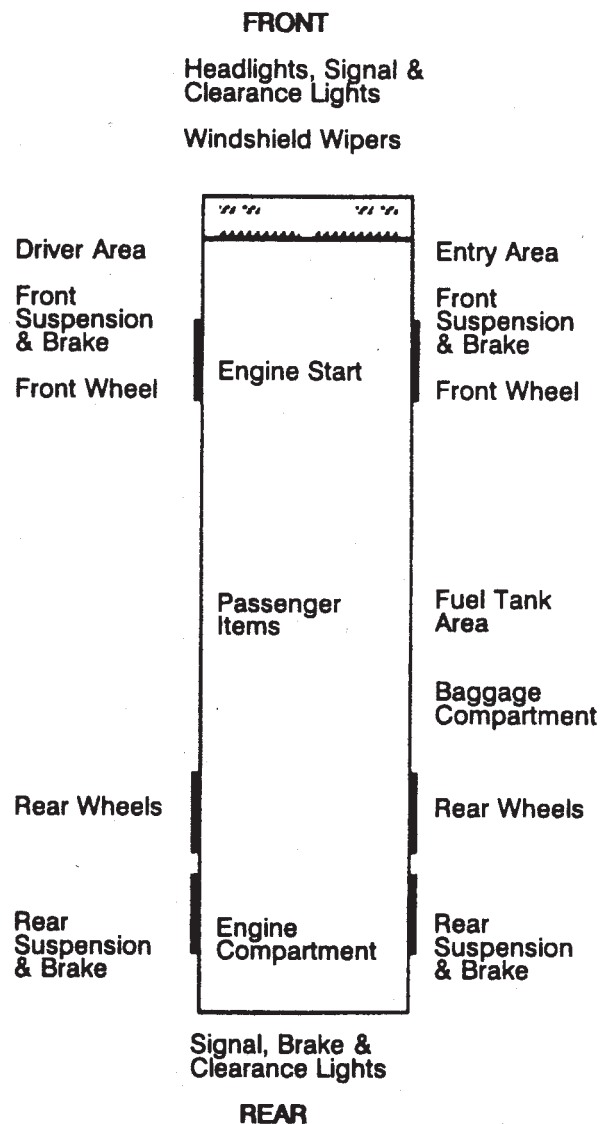 FRONT
Headlights, Signal &
Clearance Lights
Windshield Wipers
Driver Area
Front
Suspension
& Brake
Front Wheel
Engine Start
Entry Area
Front
Suspension
& Brake
Front Wheel
Passenger
Items
Fuel Tank
Area
Baggage
Compartment
Rear Wheels
Rear Wheels
Rear
Suspension
& Brake
Engine
Compartment
Rear
Suspension
& Brake
Signal, Brake &
Clearance Lights
REAR